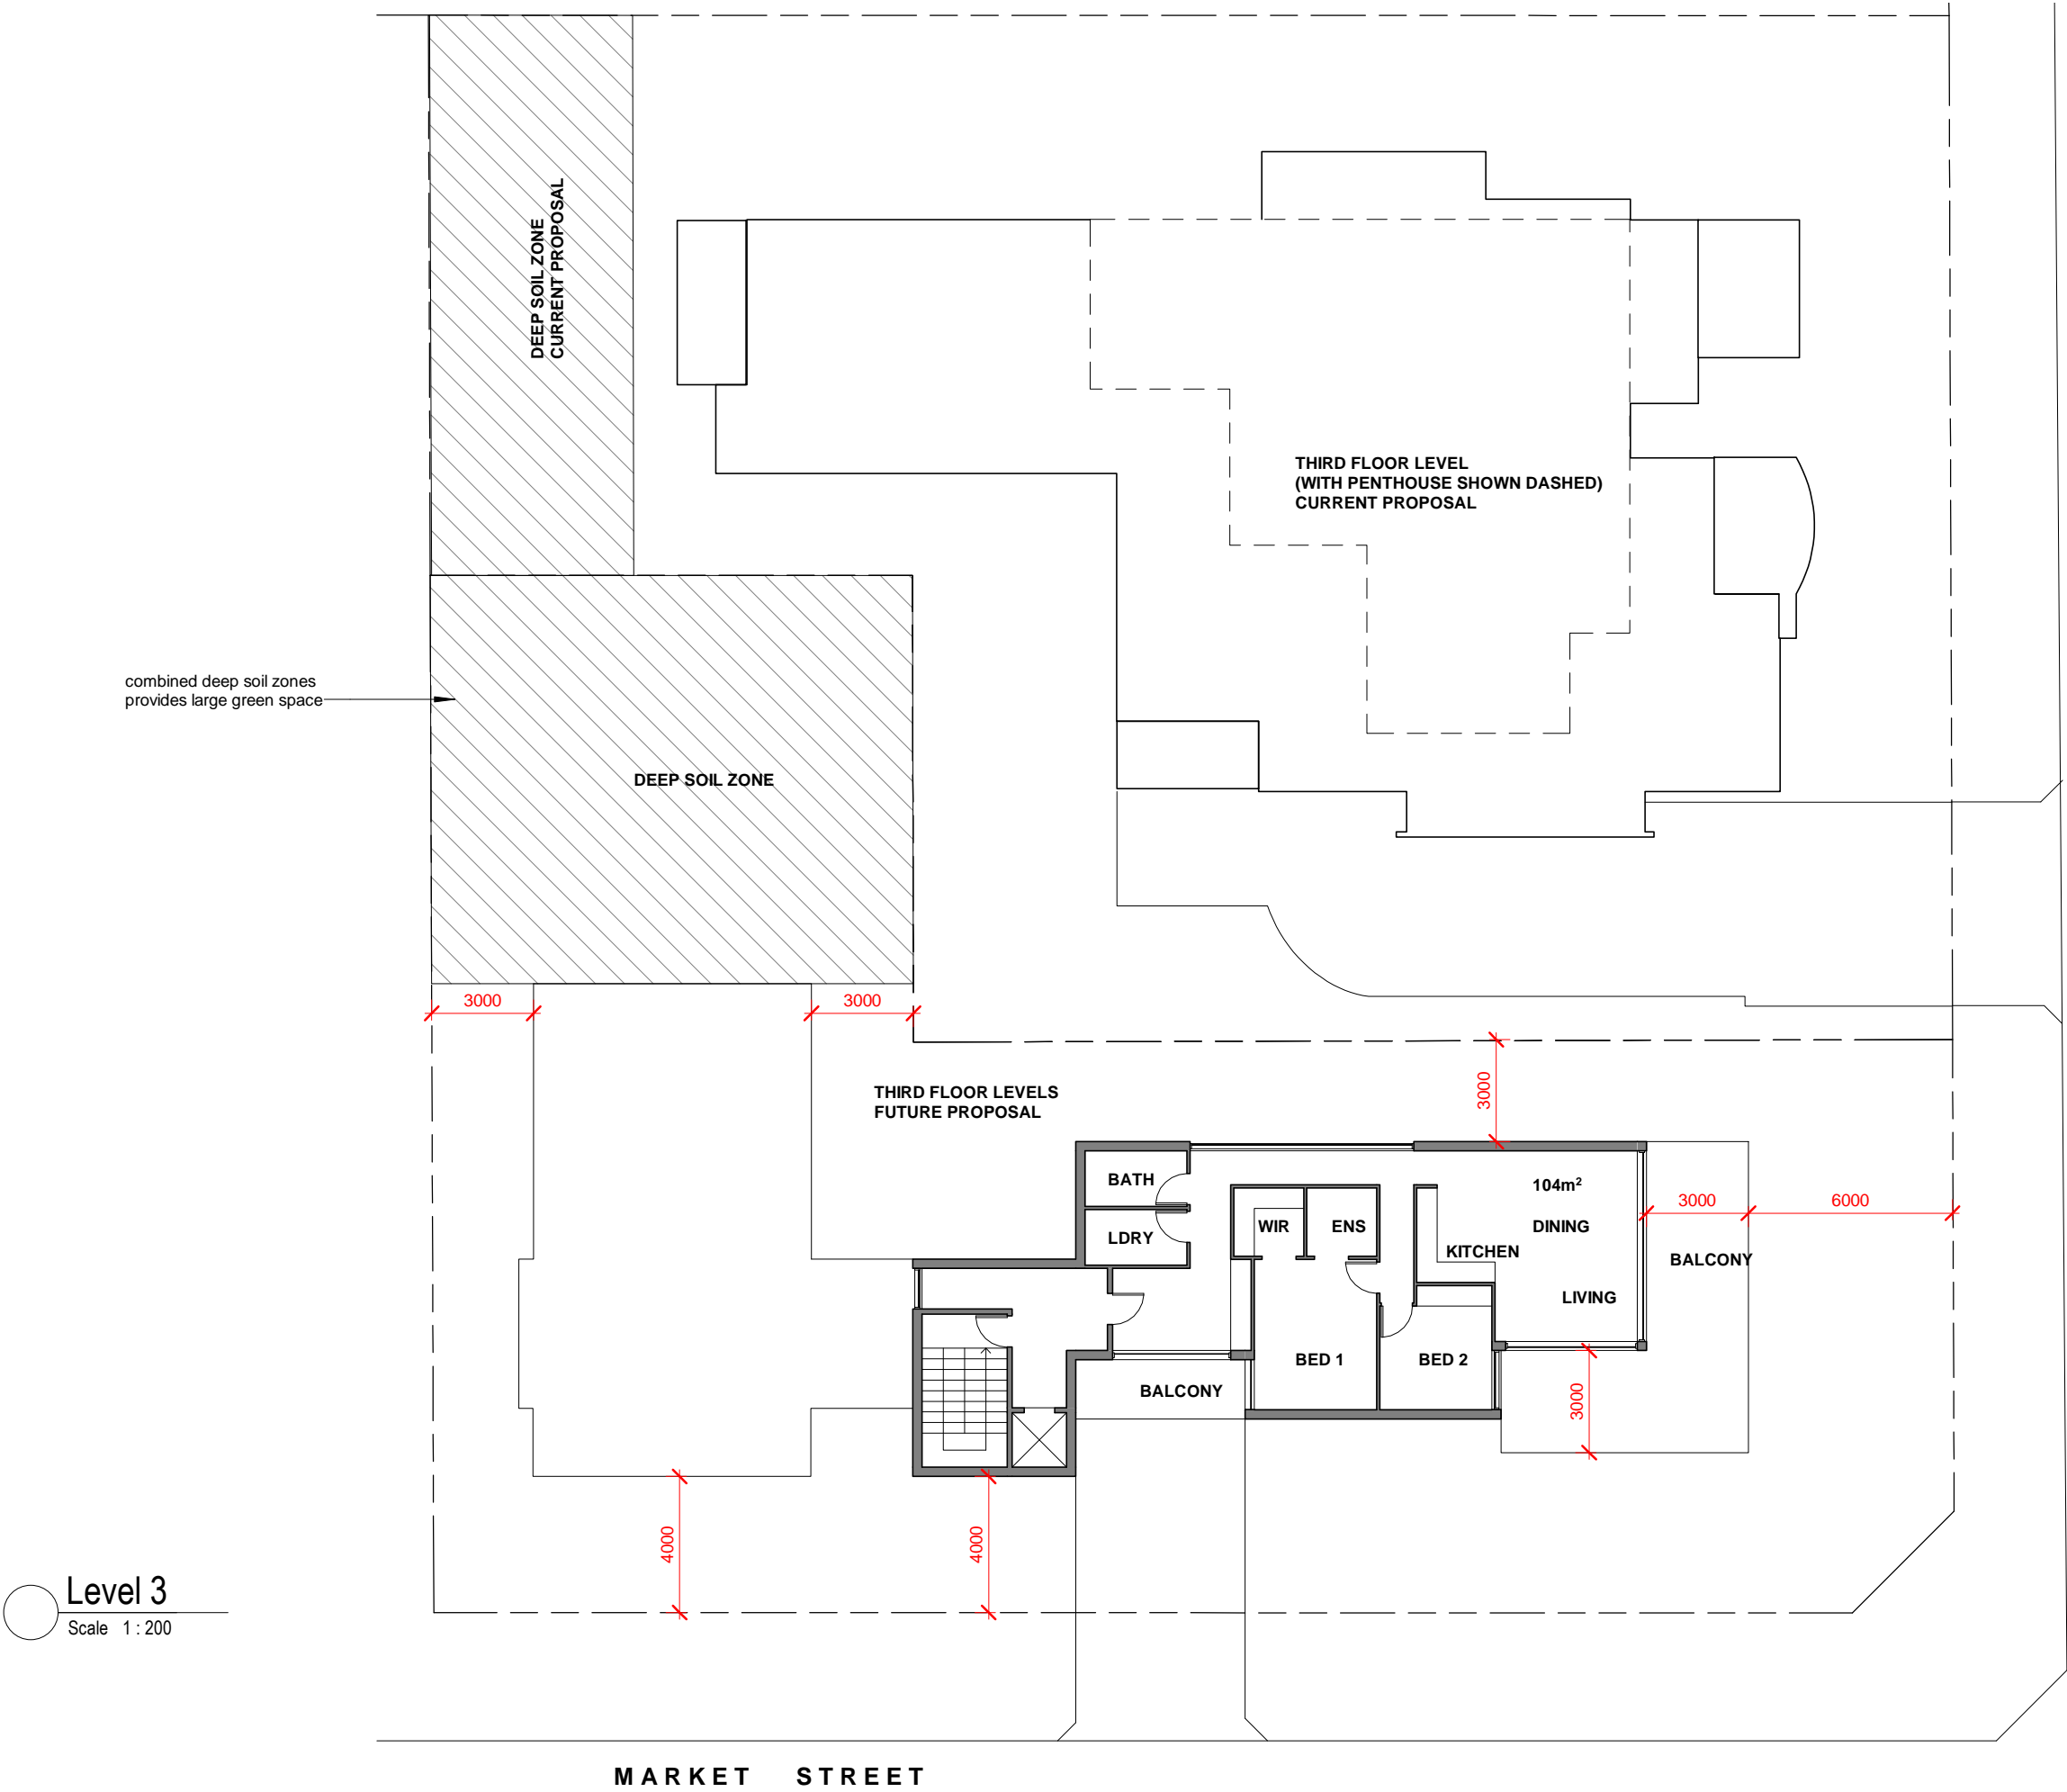 DEEP SOIL ZONE
CURRENT PROPOSAL
THIRD FLOOR LEVEL
(WITH PENTHOUSE SHOWN DASHED)
CURRENT PROPOSAL
combined deep soil zones
provides large green space
DEEP SOIL ZONE
3000
3000
THIRD FLOOR LEVELS
FUTURE PROPOSAL
3000
BATH
LDRY
WIR
ENS
KITCHEN
104m²
DINING
LIVING
3000
6000
BALCONY
BED 1
BED 2
BALCONY
3000
4000
4000
Level 3
Scale 1 : 200
MARKET STREET